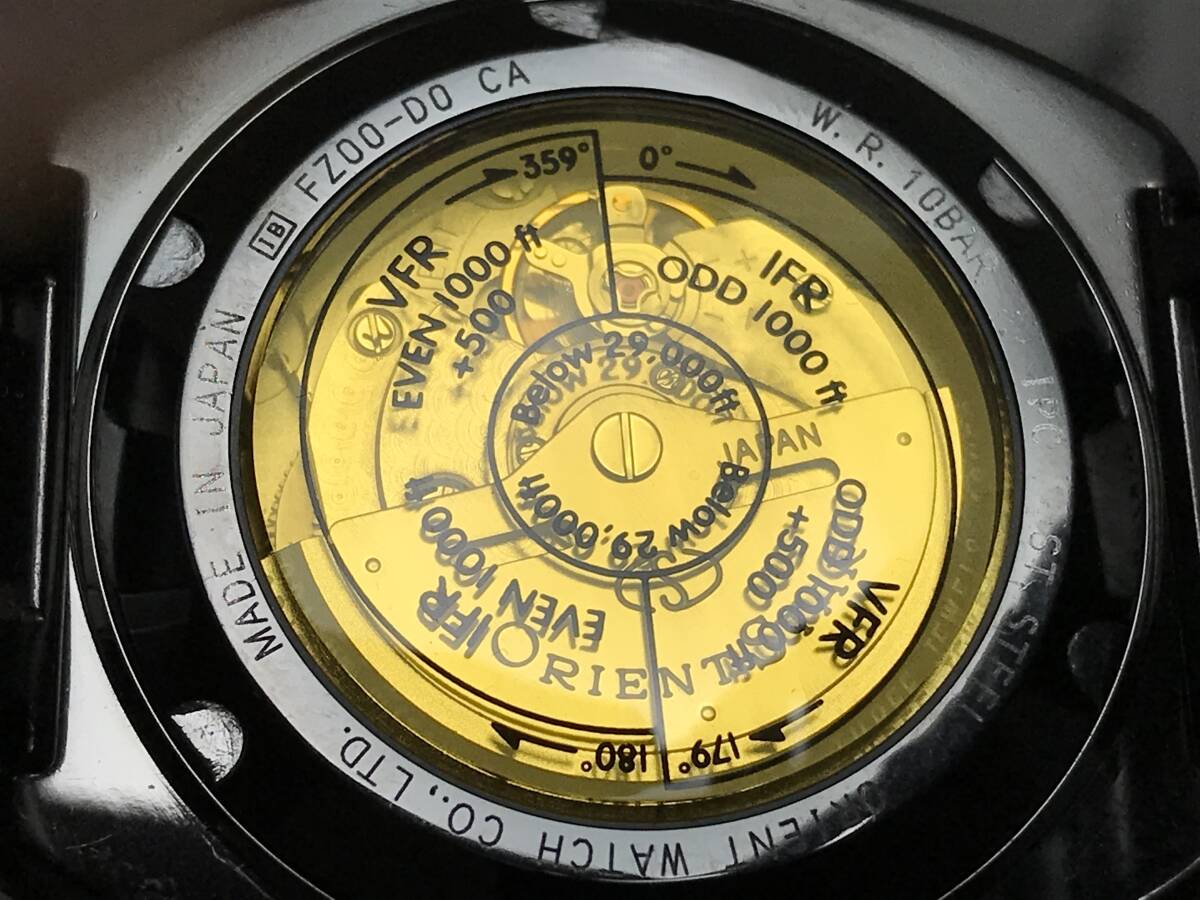 FZ00-D0 CA
W. R. 10BAR
ST. STEEL
ORIENT WATCH CO., LTD.
MADE IN JAPAN
1B
359°
0°
VFR
EVEN 1000 ft
+500
IFR
ODD 1000 ft
Below 29,000ft
Below 29,000ft
JAPAN
IFR
EVEN 1000 ft
VFR
ODD 1000 ft
+500
ORIENT
180°
179°